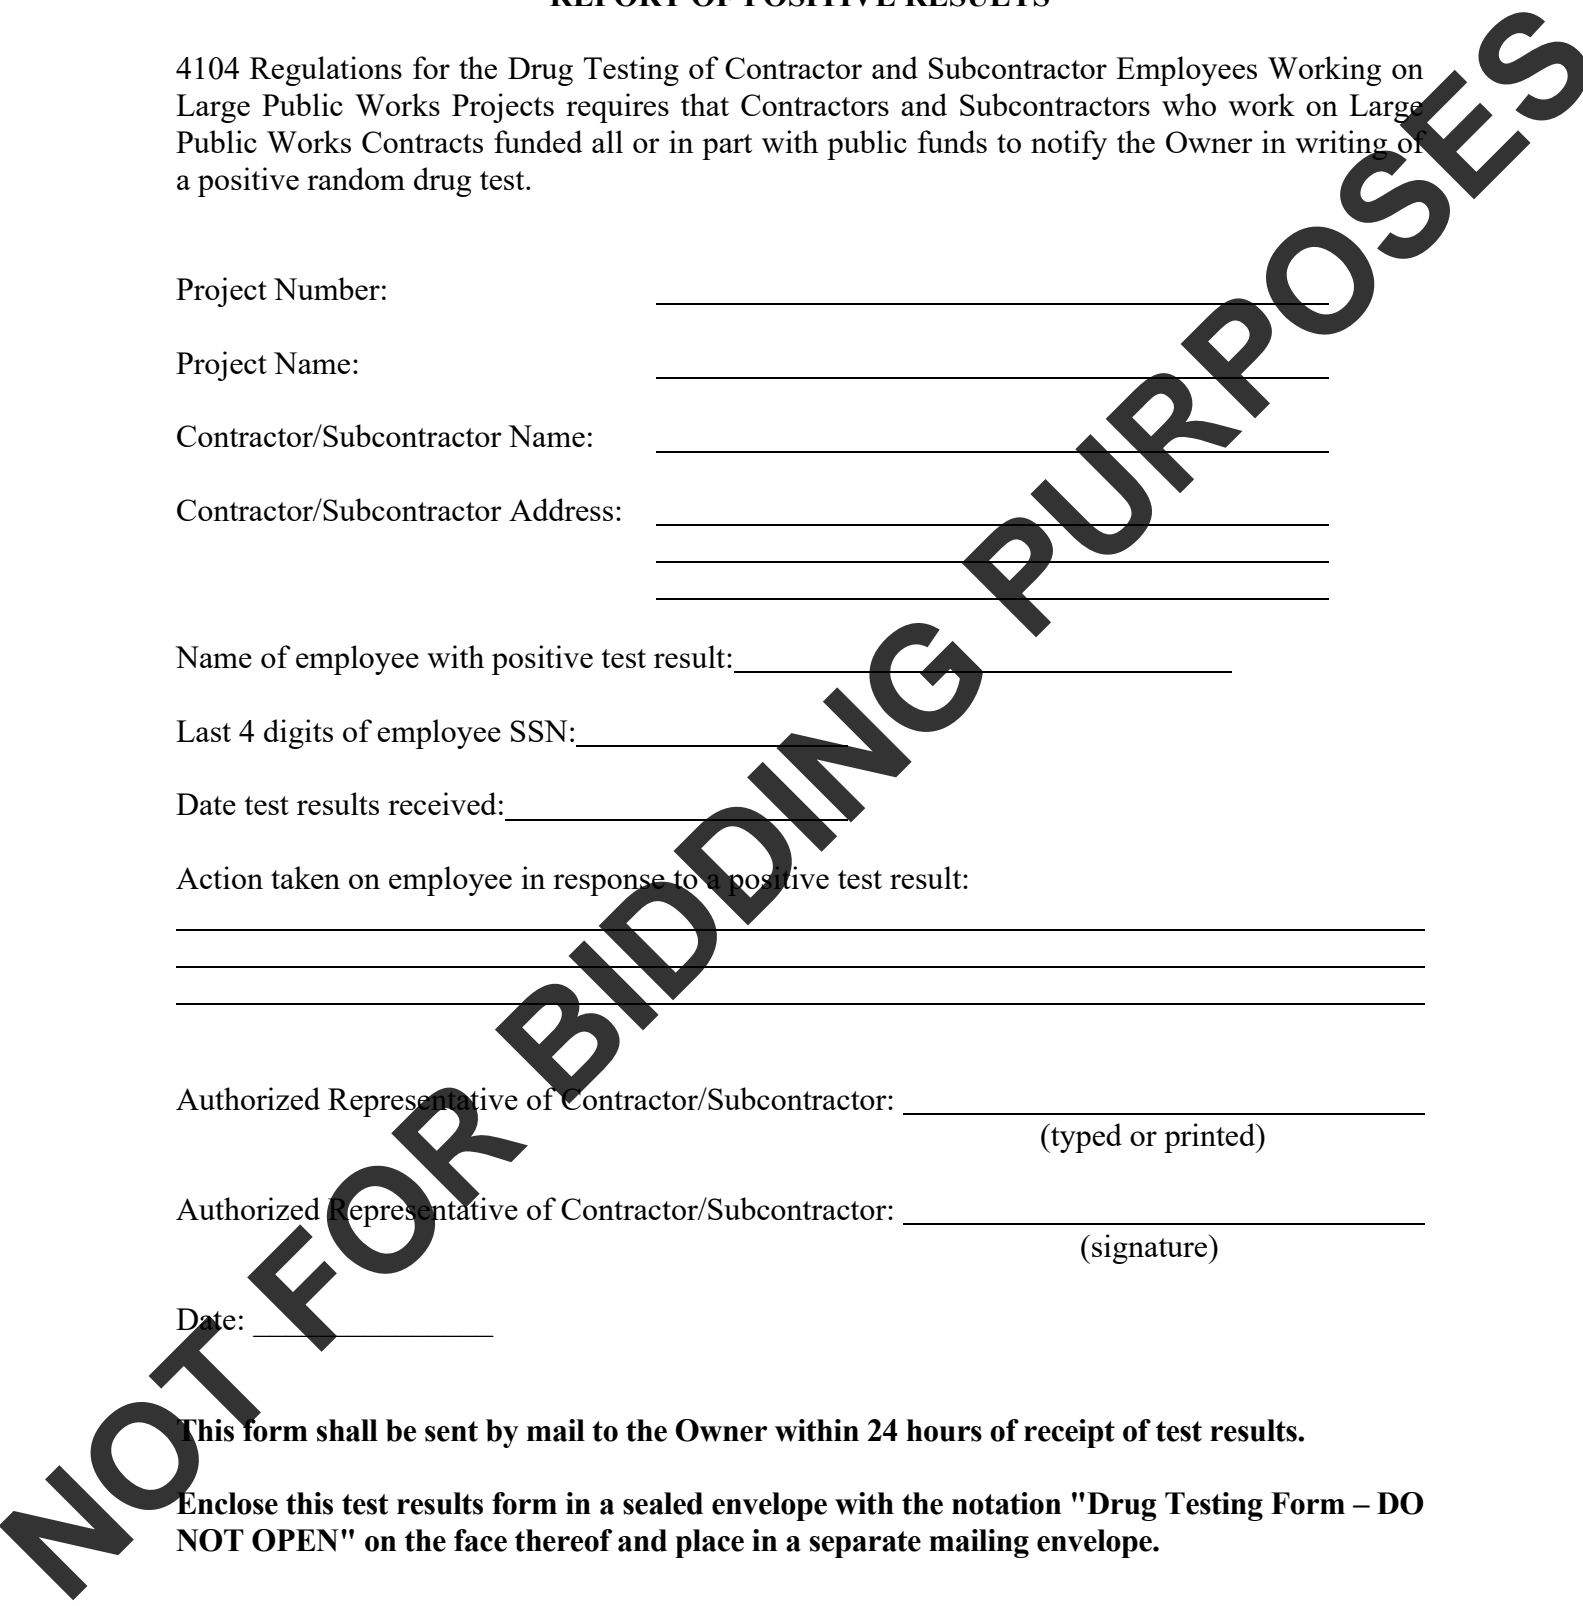 REPORT OF POSITIVE RESULTS
4104 Regulations for the Drug Testing of Contractor and Subcontractor Employees Working on
Large Public Works Projects requires that Contractors and Subcontractors who work on Large
Public Works Contracts funded all or in part with public funds to notify the Owner in writing of
a positive random drug test.
Project Number:
Project Name:
Contractor/Subcontractor Name:
Contractor/Subcontractor Address:
Name of employee with positive test result:
Last 4 digits of employee SSN:
Date test results received:
Action taken on employee in response to a positive test result:
Authorized Representative of Contractor/Subcontractor:
(typed or printed)
Authorized Representative of Contractor/Subcontractor:
(signature)
Date: _______________
This form shall be sent by mail to the Owner within 24 hours of receipt of test results.
Enclose this test results form in a sealed envelope with the notation "Drug Testing Form – DO
NOT OPEN" on the face thereof and place in a separate mailing envelope.
NOT FOR BIDDING PURPOSES